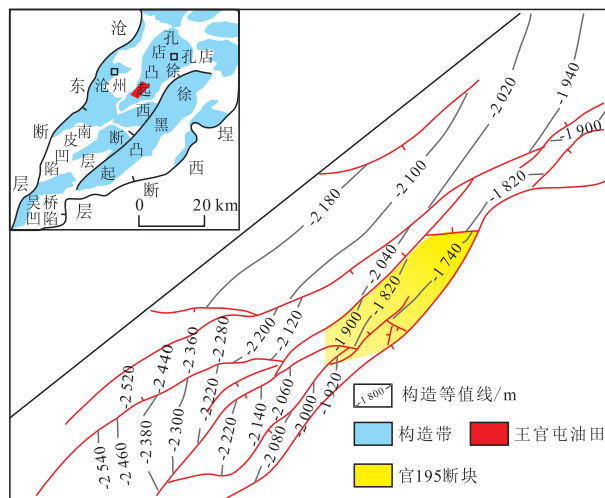 沧
东
断
层
沧州
孔
店
凸
起
孔店
徐
西
断
层
徐
黑
凸
起
埕
西
断
层
南
皮
凹
陷
吴桥
凹陷
0 20 km
-2 020
-1 940
-1 900
-1 820
-2 180
-2 100
-2 040
-1 820
-1 740
-1 900
-2 120
-2 200
-2 280
-2 360
-2 440
-2 520
-2 220
-2 300
-2 380
-2 460
-2 540
-2 060
-2 140
-2 220
-1 920
-2 000
-2 080
-1 800 构造等值线/m
构造带 王官屯油田
官195断块